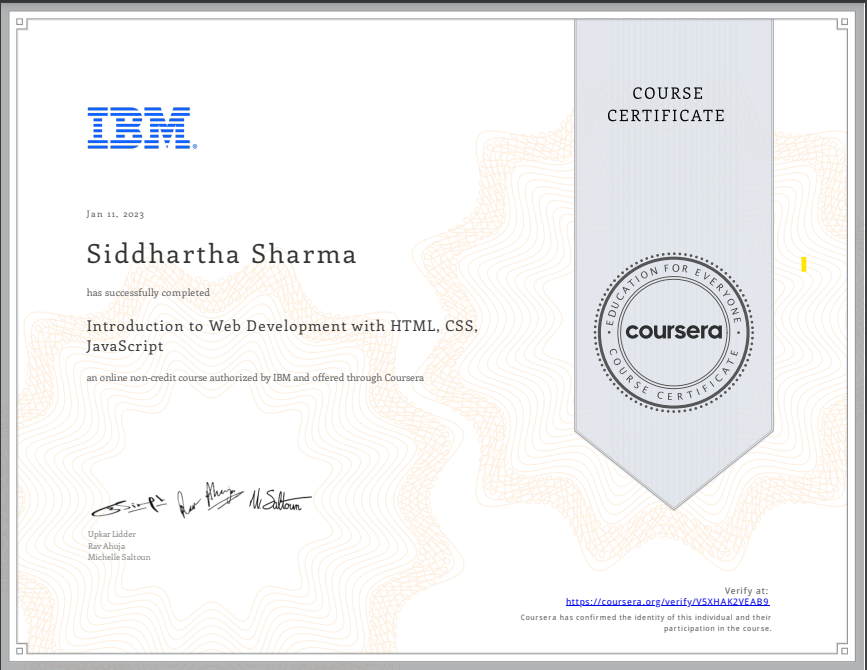 COURSE
CERTIFICATE
IBM®
Jan 11, 2023
Siddhartha Sharma
has successfully completed
Introduction to Web Development with HTML, CSS,
JavaScript
an online non-credit course authorized by IBM and offered through Coursera
EDUCATION FOR EVERYONE
coursera
COURSE CERTIFICATE
Upkar Lidder
Rav Ahuja
Michelle Saltoun
Verify at:
https://coursera.org/verify/V5XHAK2VEAB9
Coursera has confirmed the identity of this individual and their
participation in the course.